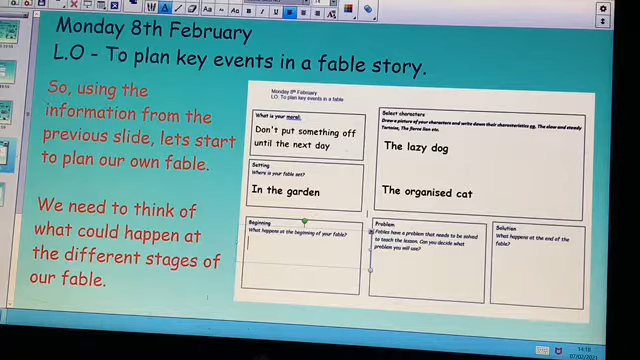 Monday 8th February
L.O - To plan key events in a fable story.
So, using the
information from the
previous slide, lets start
to plan our own fable.
We need to think of
what could happen at
the different stages of
our fable.
Monday 8th February
LO: To plan key events in a fable
What is your moral:
Don't put something off
until the next day
Select characters
Draw a picture of your characters and write down their characteristics eg. The slow and steady
Tortoise, The fierce lion etc.
The lazy dog
The organised cat
Setting
Where is your fable set?
In the garden
Beginning
What happens at the beginning of your fable?
Problem
Fables have a problem that needs to be solved
to teach the lesson. Can you decide what
problem you will use?
Solution
What happens at the end of the
fable?
14:18
07/02/2021